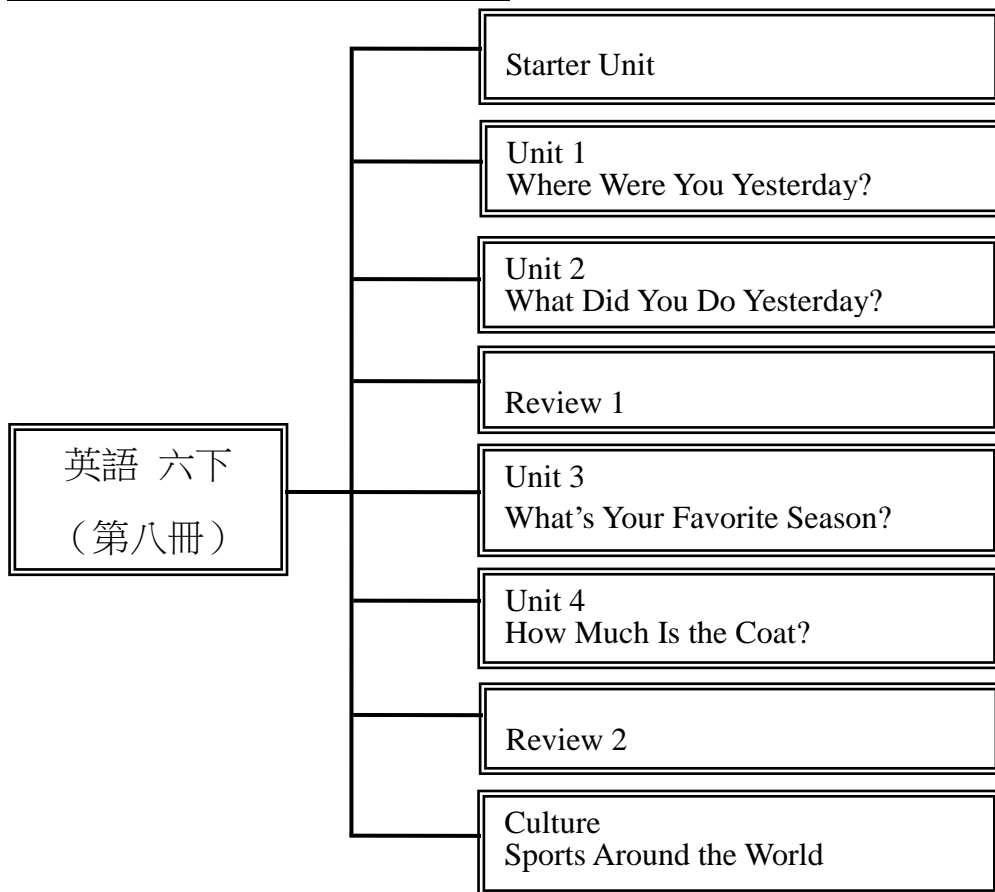 英語 六下
（第八冊）
Starter Unit
Unit 1
Where Were You Yesterday?
Unit 2
What Did You Do Yesterday?
Review 1
Unit 3
What’s Your Favorite Season?
Unit 4
How Much Is the Coat?
Review 2
Culture
Sports Around the World